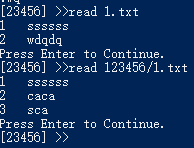 [23456] >>read 1.txt
1 ssssss
2 wdqdq
Press Enter to Continue.
[23456] >>read 123456/1.txt
1 ssssss
2 caca
3 sca
Press Enter to Continue.
[23456] >>